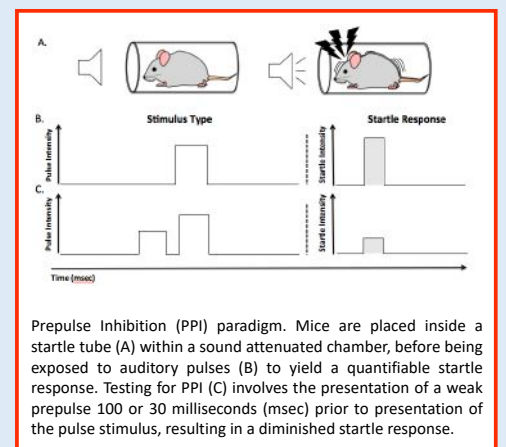 A.
B.
Stimulus Type
Startle Response
Pulse Intensity
Startle Intensity
C.
Pulse Intensity
Startle Intensity
Time (msec)
Prepulse Inhibition (PPI) paradigm. Mice are placed inside a
startle tube (A) within a sound attenuated chamber, before being
exposed to auditory pulses (B) to yield a quantifiable startle
response. Testing for PPI (C) involves the presentation of a weak
prepulse 100 or 30 milliseconds (msec) prior to presentation of
the pulse stimulus, resulting in a diminished startle response.